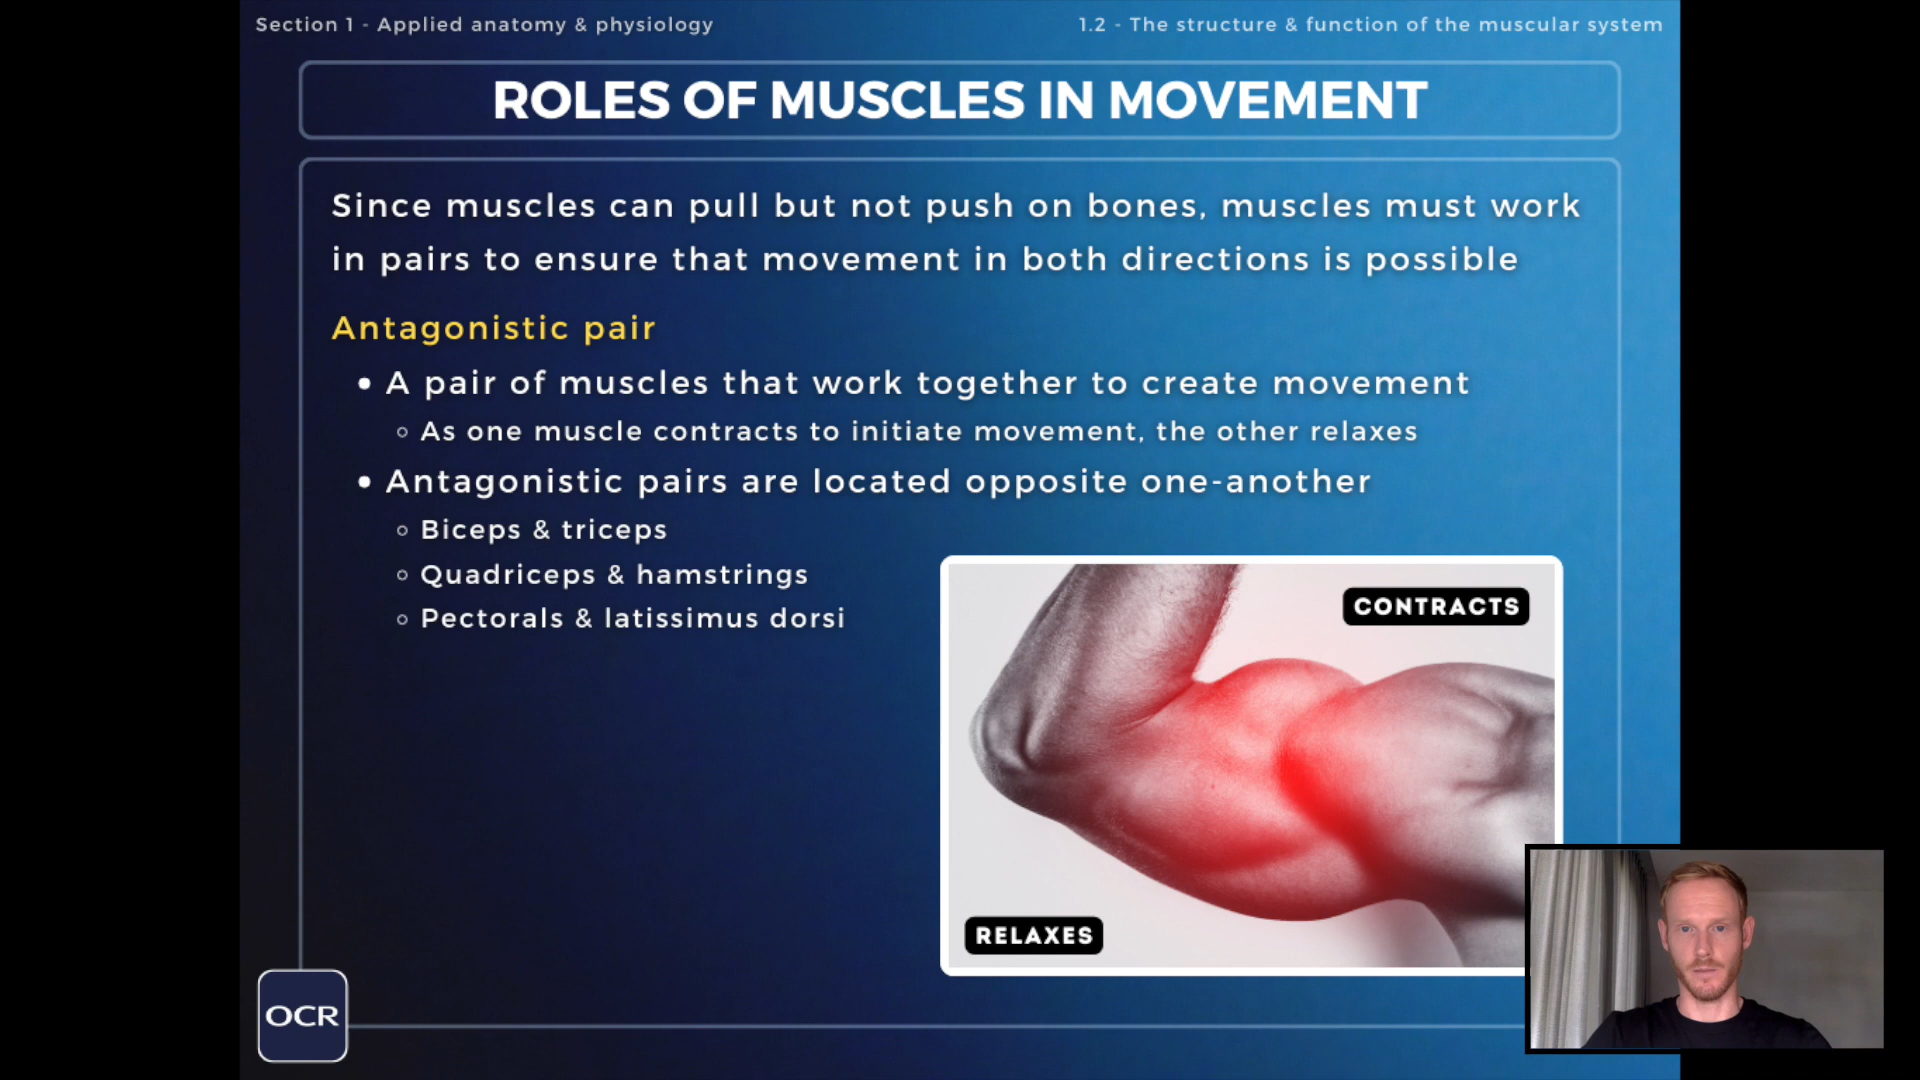 Section 1 - Applied anatomy & physiology
1.2 - The structure & function of the muscular system
ROLES OF MUSCLES IN MOVEMENT
Since muscles can pull but not push on bones, muscles must work
in pairs to ensure that movement in both directions is possible
Antagonistic pair
• A pair of muscles that work together to create movement
◦ As one muscle contracts to initiate movement, the other relaxes
• Antagonistic pairs are located opposite one-another
◦ Biceps & triceps
◦ Quadriceps & hamstrings
◦ Pectorals & latissimus dorsi
CONTRACTS
RELAXES
OCR